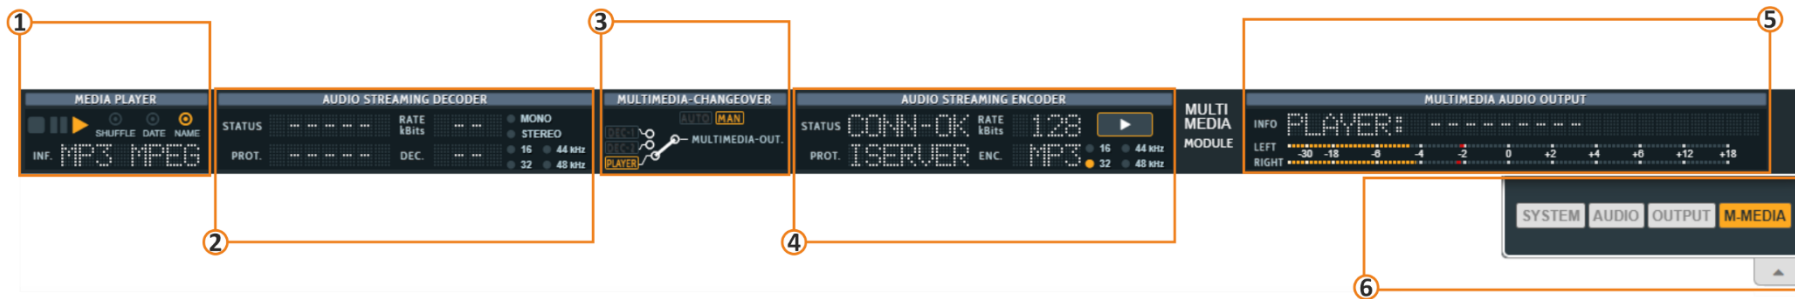 1
3
5
MEDIA PLAYER
SHUFFLE DATE NAME
INF. MP3 MPEG
AUDIO STREAMING DECODER
STATUS ----- RATE kBits -- MONO
STEREO
PROT. ----- DEC. -- 16 44 kHz
32 48 kHz
MULTIMEDIA-CHANGEOVER
AUTO MAN
DEC-1
DEC-2 MULTIMEDIA-OUT.
PLAYER
AUDIO STREAMING ENCODER
STATUS CONN-OK RATE kBits 128
PROT. ISERVER ENC. MP3 16 44 kHz
32 48 kHz
MULTI
MEDIA
MODULE
MULTIMEDIA AUDIO OUTPUT
INFO PLAYER: ---------
LEFT
RIGHT -30 -18 -6 -4 -2 0 +2 +4 +6 +12 +18
SYSTEM AUDIO OUTPUT M-MEDIA
2
4
6